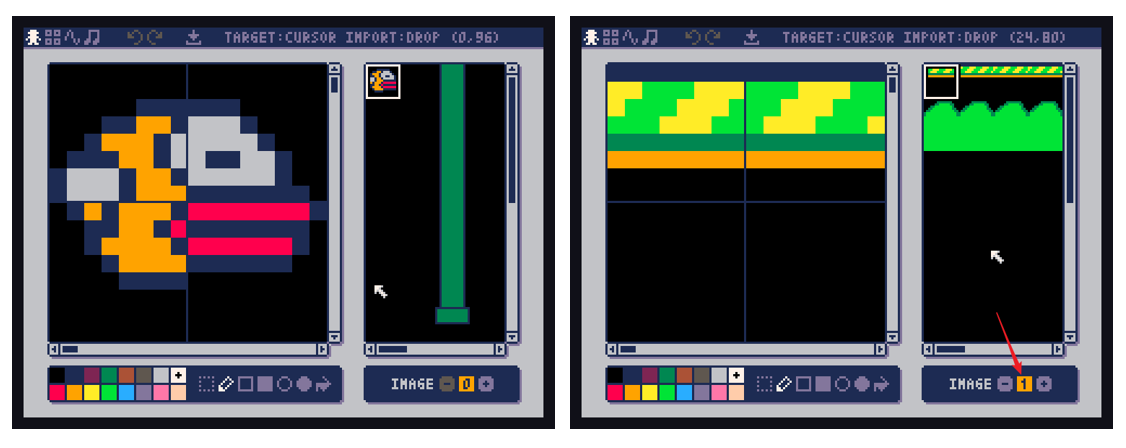 TARGET:CURSOR IMPORT:DROP (0,96)
IMAGE 0
TARGET:CURSOR IMPORT:DROP (24,80)
IMAGE 1